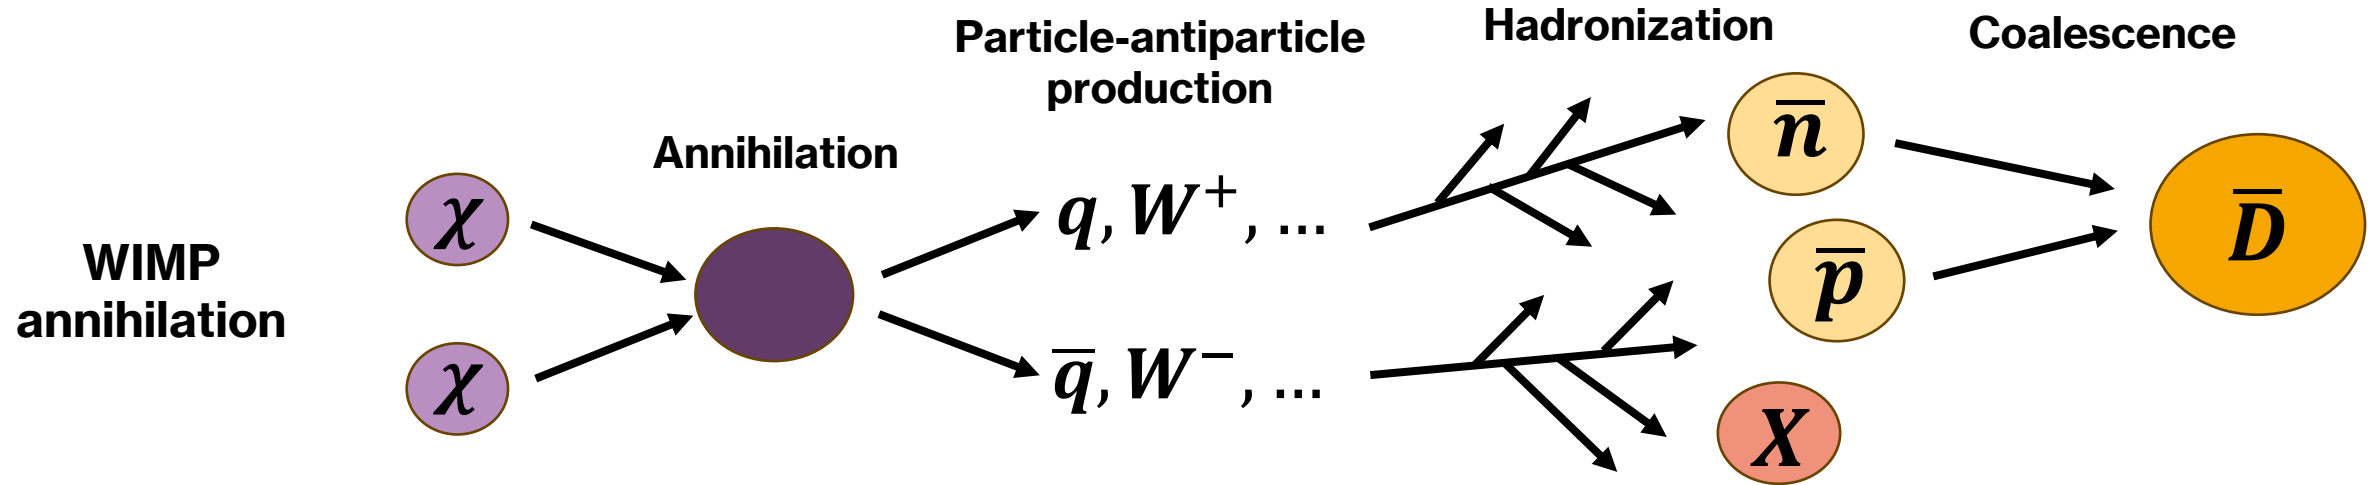 WIMP
annihilation
χ
χ
Annihilation
Particle-antiparticle
production
q, W⁺, ...
q̅, W⁻, ...
Hadronization
n̅
p̅
X
Coalescence
D̅